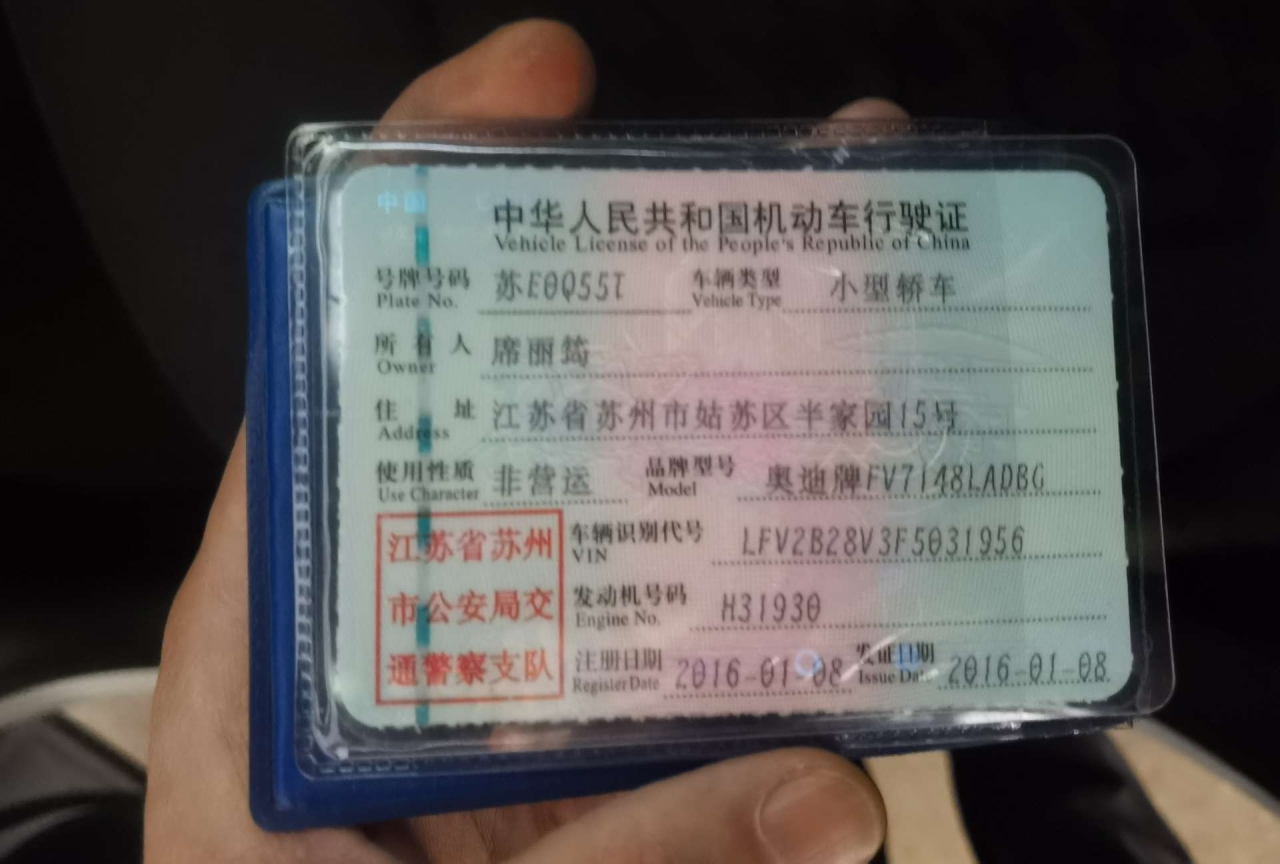 中国
中华人民共和国机动车行驶证
Vehicle License of the People's Republic of China
号牌号码 苏E0Q55T 车辆类型 小型轿车
Plate No. Vehicle Type
所有人 席丽筠
Owner
住址 江苏省苏州市姑苏区半家园15号
Address
使用性质 非营运 品牌型号 奥迪牌FV7148LADBG
Use Character Model
江苏省苏州
市公安局交
通警察支队
车辆识别代号 LFV2B28V3F5031956
VIN
发动机号码 H31930
Engine No.
注册日期 2016-01-08 发证日期 2016-01-08
Register Date Issue Date